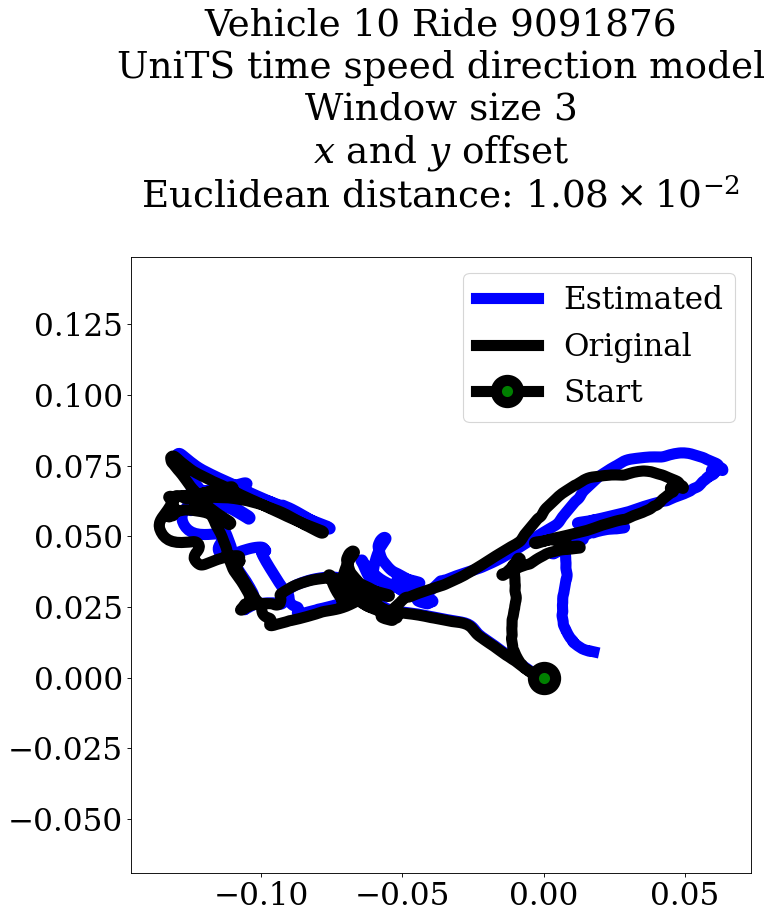 Vehicle 10 Ride 9091876
UniTS time speed direction model
Window size 3
x and y offset
Euclidean distance: 1.08 × 10⁻²
Estimated
Original
Start
0.125
0.100
0.075
0.050
0.025
0.000
−0.025
−0.050
−0.10 −0.05 0.00 0.05